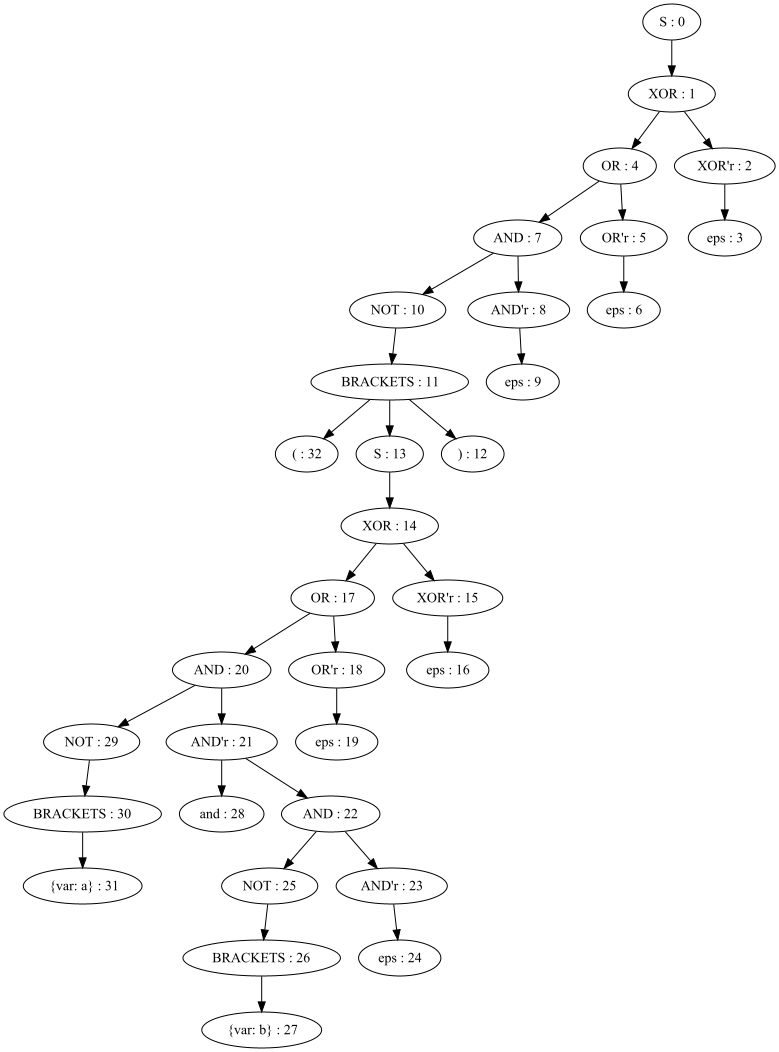 S : 0
XOR : 1
OR : 4
XOR'r : 2
AND : 7
OR'r : 5
eps : 3
NOT : 10
AND'r : 8
eps : 6
BRACKETS : 11
eps : 9
( : 32
S : 13
) : 12
XOR : 14
OR : 17
XOR'r : 15
AND : 20
OR'r : 18
eps : 16
NOT : 29
AND'r : 21
eps : 19
BRACKETS : 30
and : 28
AND : 22
{var: a} : 31
NOT : 25
AND'r : 23
BRACKETS : 26
eps : 24
{var: b} : 27